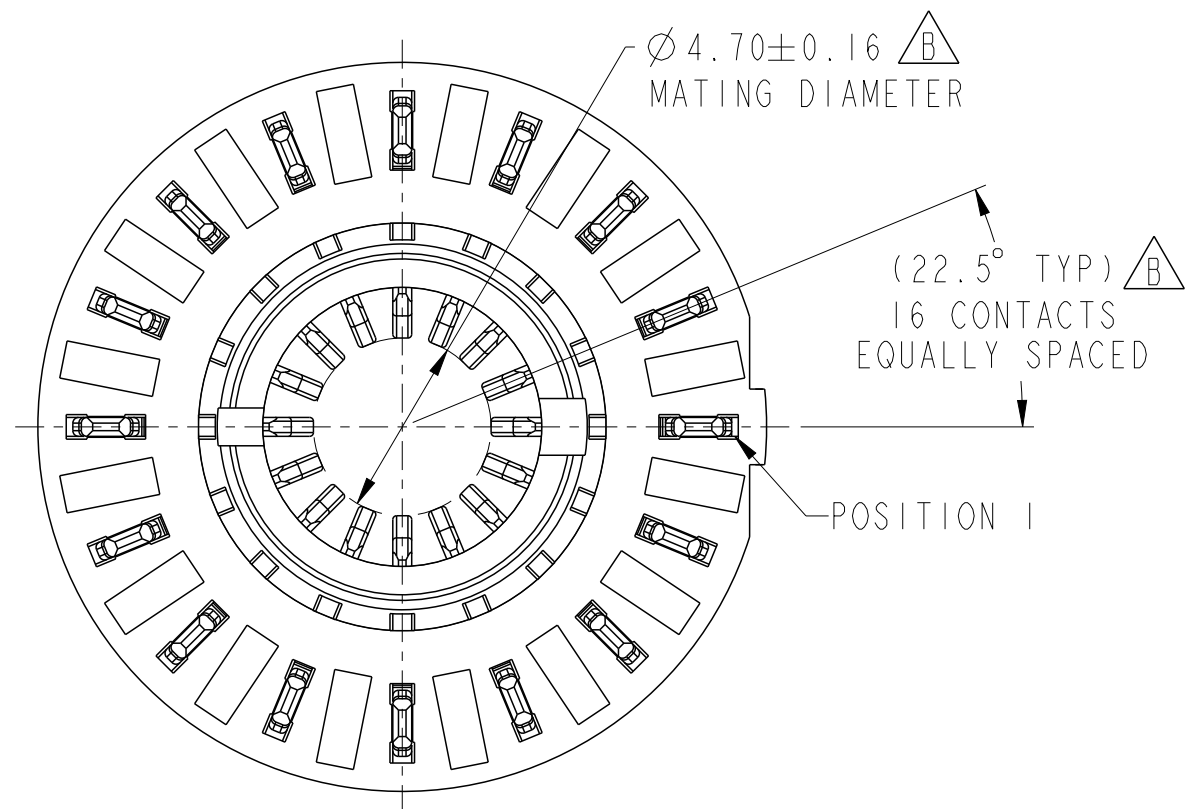 Ø4.70±0.16 B
MATING DIAMETER
(22.5° TYP) B
16 CONTACTS
EQUALLY SPACED
POSITION 1